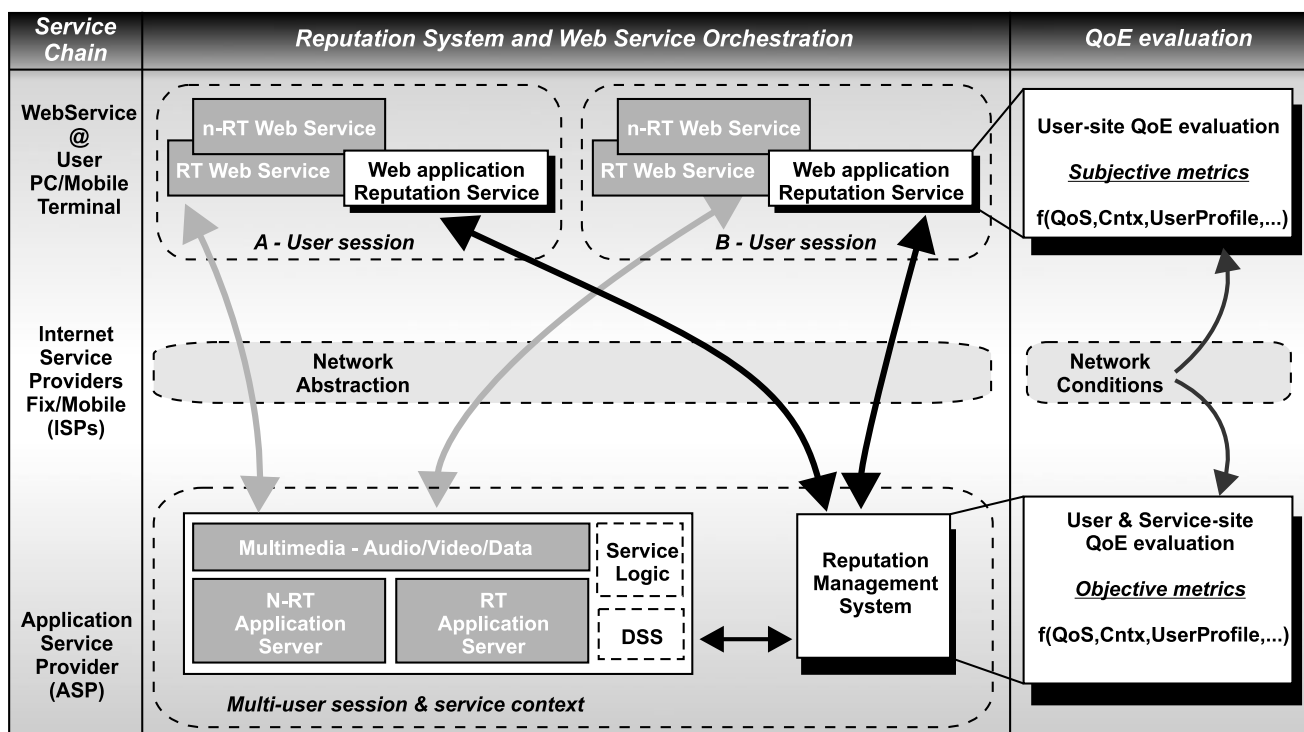 Service
Chain
Reputation System and Web Service Orchestration
QoE evaluation
WebService
@
User
PC/Mobile
Terminal
n-RT Web Service
RT Web Service
Web application
Reputation Service
A - User session
n-RT Web Service
RT Web Service
Web application
Reputation Service
B - User session
User-site QoE evaluation
Subjective metrics
f(QoS,Cntx,UserProfile,...)
Internet
Service
Providers
Fix/Mobile
(ISPs)
Network
Abstraction
Network
Conditions
Application
Service
Provider
(ASP)
Multimedia - Audio/Video/Data
N-RT
Application
Server
RT
Application
Server
Service
Logic
DSS
Multi-user session & service context
Reputation
Management
System
User & Service-site
QoE evaluation
Objective metrics
f(QoS,Cntx,UserProfile,...)